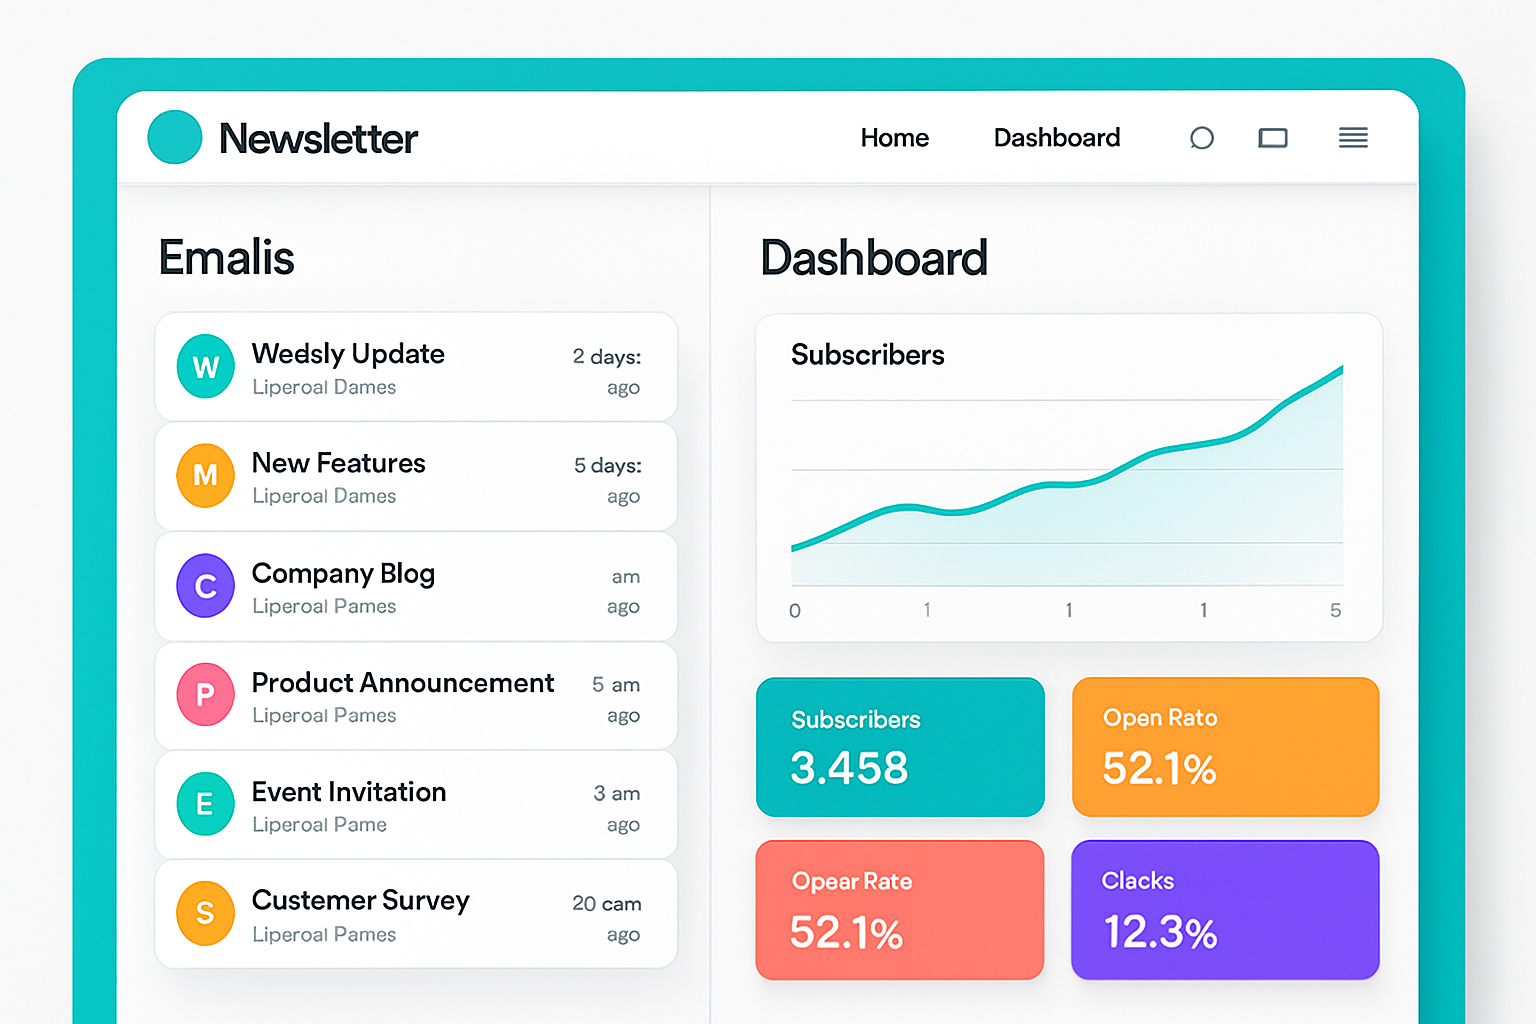 Newsletter
Home
Dashboard
Emalis
W
Wedsly Update
2 days:
Liperoal Dames
ago
M
New Features
5 days:
Liperoal Dames
ago
C
Company Blog
am
Liperoal Pames
ago
P
Product Announcement
5 am
Liperoal Pames
ago
E
Event Invitation
3 am
Liperoal Pame
ago
S
Custemer Survey
20 cam
Liperoal Pames
ago
Dashboard
Subscribers
0 1 1 1 5
Subscribers
3.458
Open Rato
52.1%
Opear Rate
52.1%
Clacks
12.3%